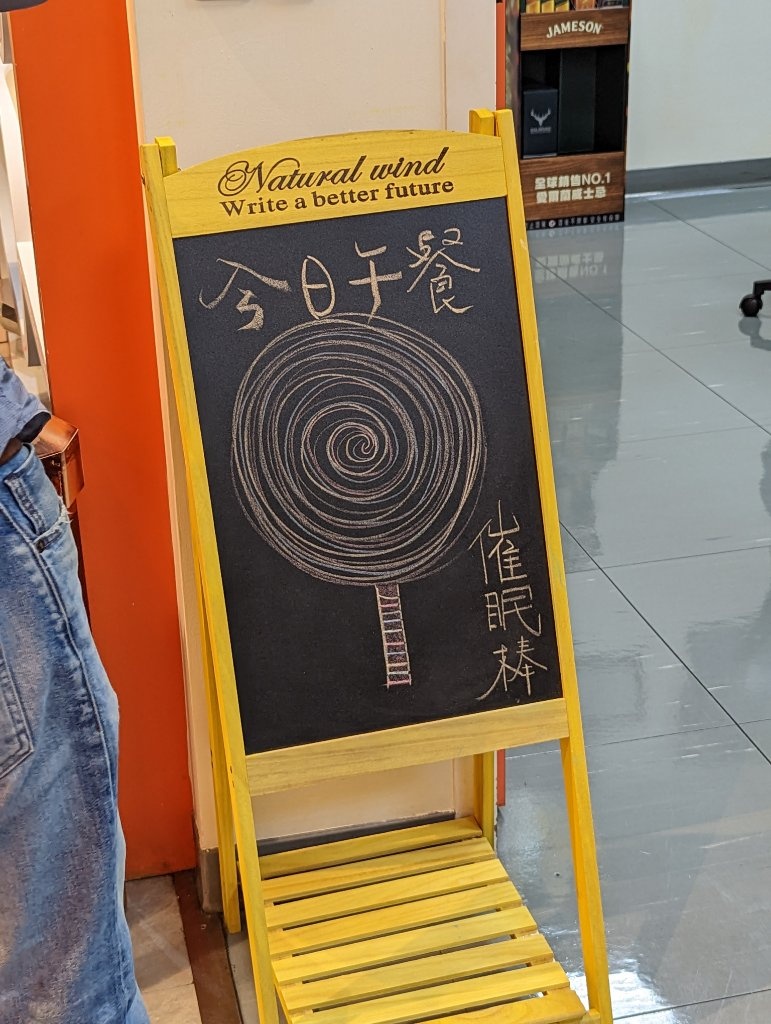 JAMESON
全球銷售NO.1
愛爾蘭威士忌
Natural wind
Write a better future
今日午餐
催眠棒